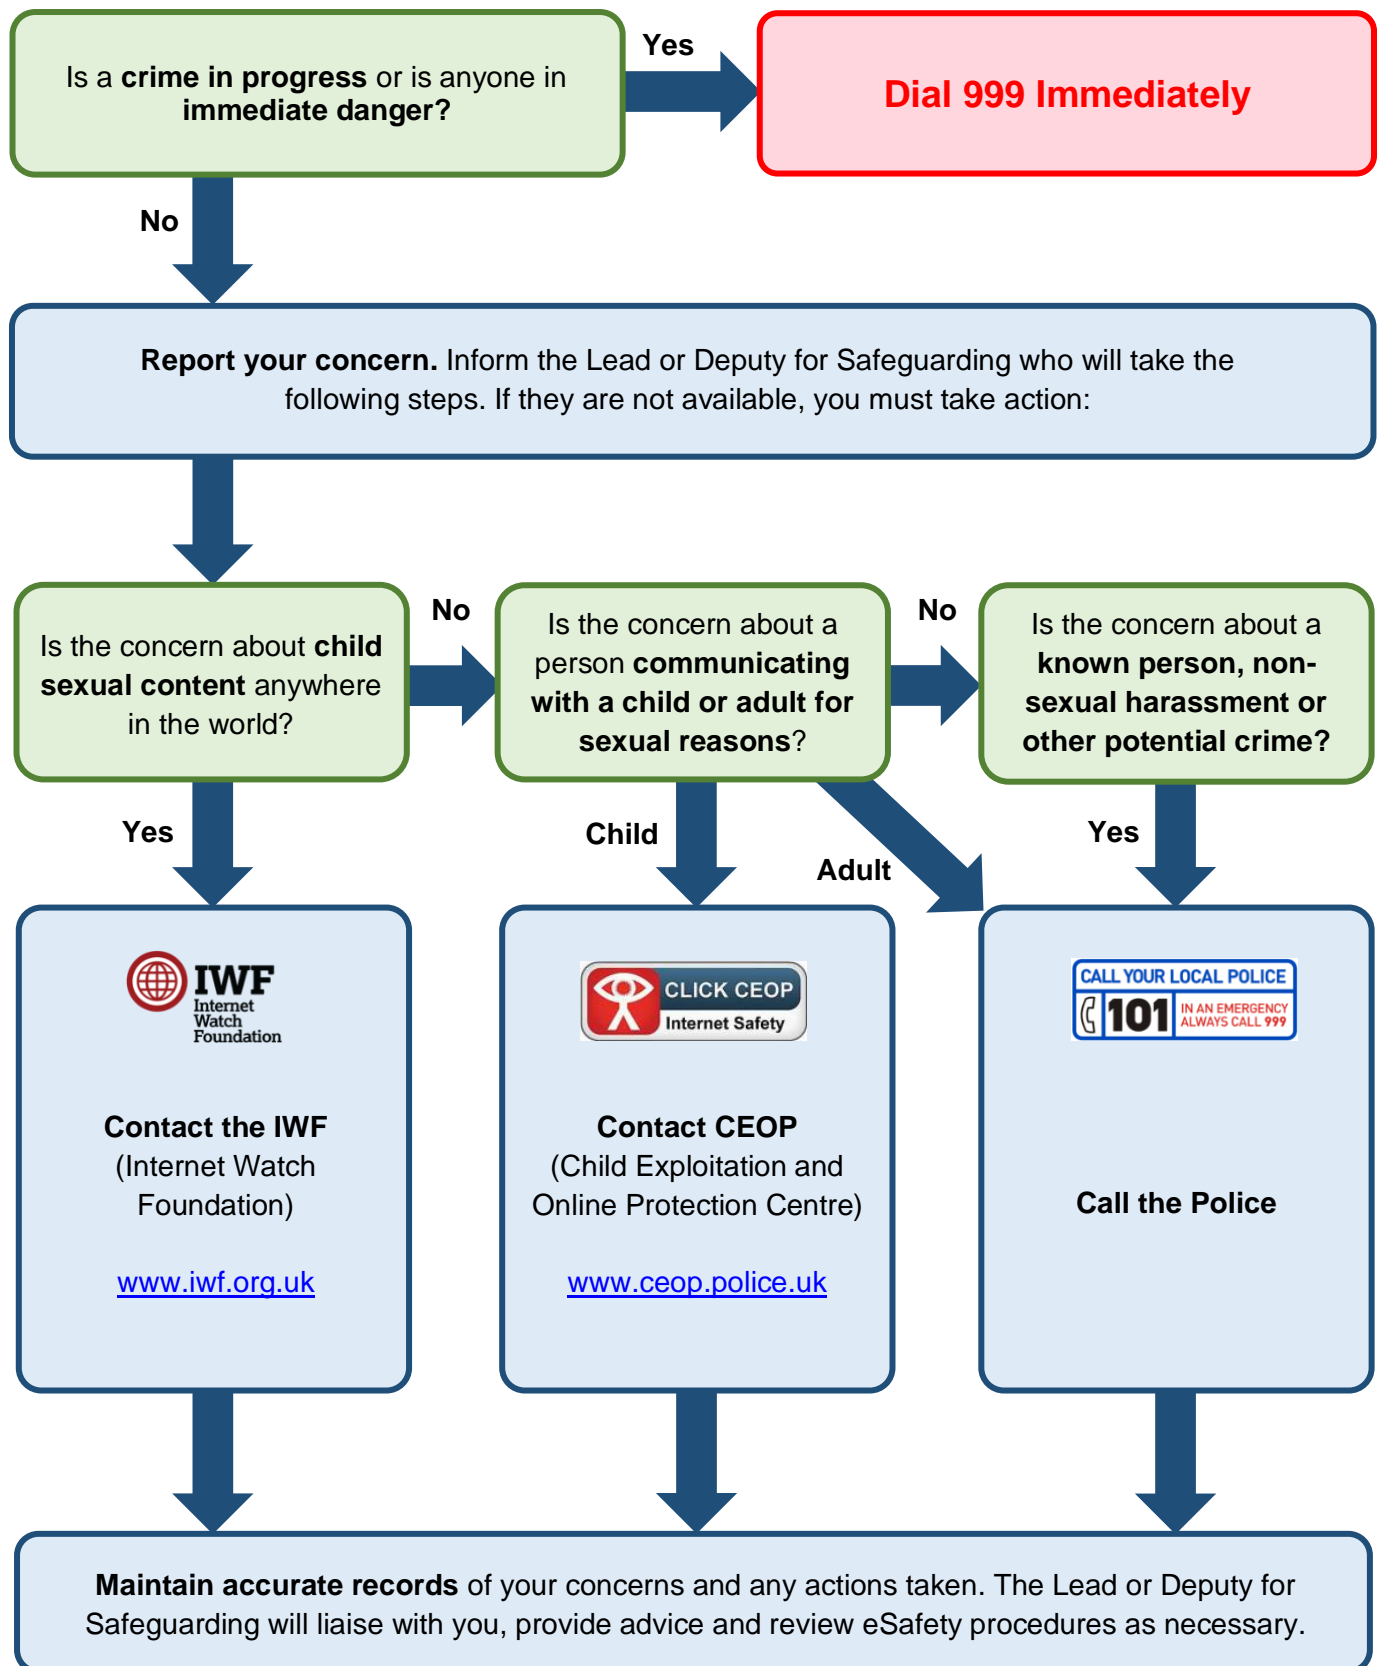 Is a crime in progress or is anyone in
immediate danger?
Yes
Dial 999 Immediately
No
Report your concern. Inform the Lead or Deputy for Safeguarding who will take the
following steps. If they are not available, you must take action:
Is the concern about child
sexual content anywhere
in the world?
No
Is the concern about a
person communicating
with a child or adult for
sexual reasons?
No
Is the concern about a
known person, non-
sexual harassment or
other potential crime?
Yes
Child
Adult
Yes
IWF
Internet
Watch
Foundation
Contact the IWF
(Internet Watch
Foundation)
www.iwf.org.uk
CLICK CEOP
Internet Safety
Contact CEOP
(Child Exploitation and
Online Protection Centre)
www.ceop.police.uk
CALL YOUR LOCAL POLICE
101
IN AN EMERGENCY
ALWAYS CALL 999
Call the Police
Maintain accurate records of your concerns and any actions taken. The Lead or Deputy for
Safeguarding will liaise with you, provide advice and review eSafety procedures as necessary.